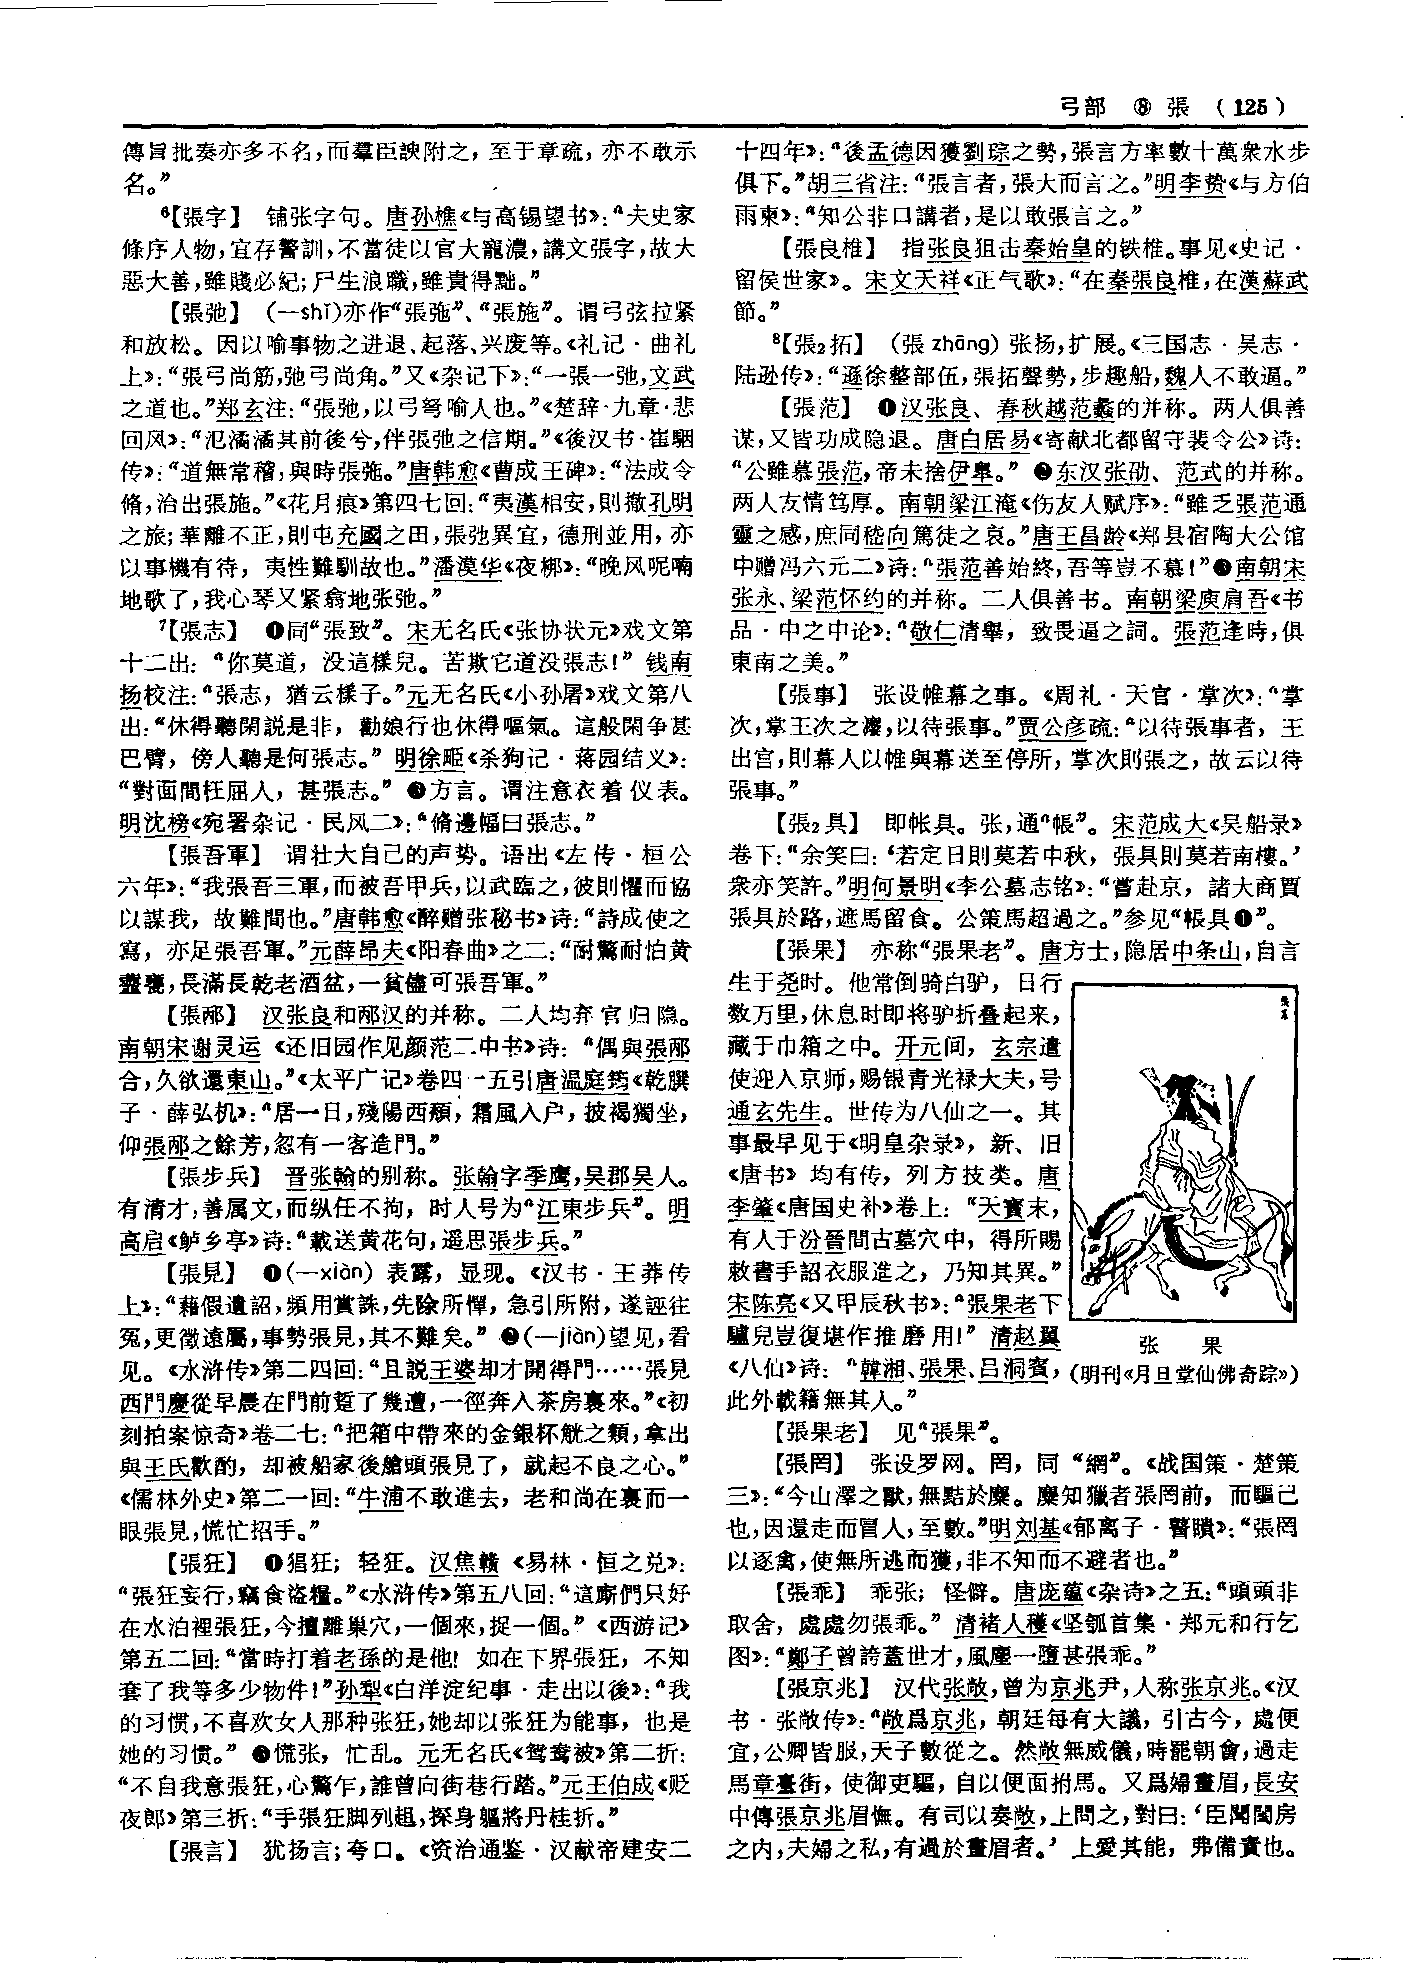 弓部 ⑧ 張 (125)
傳旨批奏亦多不名，而羣臣諛附之，至于章疏，亦不敢示
名。”
⁶【張字】 铺张字句。唐孙樵《与高锡望书》：“夫史家
條序人物，宜存警訓，不當徒以官大寵濃，講文張字，故大
惡大善，雖賤必紀；尸生浪職，雖貴得黜。”
【張弛】 （—shǐ）亦作“張㢮”、“張施”。谓弓弦拉紧
和放松。因以喻事物之进退、起落、兴废等。《礼记·曲礼
上》：“張弓尚筋，弛弓尚角。”又《杂记下》：“一張一弛，文武
之道也。”郑玄注：“張弛，以弓弩喻人也。”《楚辞·九章·悲
回风》：“氾潏潏其前後兮，伴張弛之信期。”《後汉书·崔駰
传》：“道無常稽，與時張㢮。”唐韩愈《曹成王碑》：“法成令
脩，治出張施。”《花月痕》第四七回：“夷漢相安，則撤孔明
之旅；華離不正，則屯充國之田，張弛異宜，德刑並用，亦
以事機有待，夷性難馴故也。”潘漠华《夜梆》：“晚风呢喃
地歌了，我心琴又紧翕地张弛。”
⁷【張志】 ❶同“張致”。宋无名氏《张协状元》戏文第
十二出：“你莫道，没這樣兒。苦欺它道没張志！”钱南
扬校注：“張志，猶云樣子。”元无名氏《小孙屠》戏文第八
出：“休得聽閑説是非，勸娘行也休得嘔氣。這般閑争甚
巴臂，傍人聽是何張志。”明徐𤱻《杀狗记·蒋园结义》：
“對面間枉屈人，甚張志。”❷方言。谓注意衣着仪表。
明沈榜《宛署杂记·民风二》：“脩邊幅曰張志。”
【張吾軍】 谓壮大自己的声势。语出《左传·桓公
六年》：“我張吾三軍，而被吾甲兵，以武臨之，彼則懼而協
以謀我，故難間也。”唐韩愈《醉赠张秘书》诗：“詩成使之
寫，亦足張吾軍。”元薛昂夫《阳春曲》之二：“耐驚耐怕黄
虀甕，長滿長乾老酒盆，一貧儘可張吾軍。”
【張邴】 汉张良和邴汉的并称。二人均弃官归隐。
南朝宋谢灵运《还旧园作见颜范二中书》诗：“偶與張邴
合，久欲還東山。”《太平广记》卷四一五引唐温庭筠《乾𦠆
子·薛弘机》：“居一日，殘陽西頹，霜風入户，披褐獨坐，
仰張邴之餘芳，忽有一客造門。”
【張步兵】 晋张翰的别称。张翰字季鹰，吴郡吴人。
有清才，善属文，而纵任不拘，时人号为“江東步兵”。明
高启《鲈乡亭》诗：“載送黄花句，遥思張步兵。”
【張見】 ❶（—xiàn）表露，显现。《汉书·王莽传
上》：“藉假遺詔，頻用賞誅，先除所憚，急引所附，遂誣往
冤，更徵遠屬，事勢張見，其不難矣。”❷（—jiàn）望见，看
见。《水浒传》第二四回：“且説王婆却才開得門……張見
西門慶從早晨在門前踅了幾遭，一徑奔入茶房裏來。”《初
刻拍案惊奇》卷二七：“把箱中帶來的金銀杯觥之類，拿出
與王氏歡酌，却被船家後艙頭張見了，就起不良之心。”
《儒林外史》第二一回：“牛浦不敢進去，老和尚在裏面一
眼張見，慌忙招手。”
【張狂】 ❶猖狂；轻狂。汉焦赣《易林·恒之兑》：
“張狂妄行，竊食盜糧。”《水浒传》第五八回：“這廝們只好
在水泊裡張狂，今擅離巢穴，一個來，捉一個。”《西游记》
第五二回：“當時打着老孫的是他！如在下界張狂，不知
套了我等多少物件！”孙犁《白洋淀纪事·走出以後》：“我
的习惯，不喜欢女人那种张狂，她却以张狂为能事，也是
她的习惯。”❷慌张，忙乱。元无名氏《鸳鸯被》第二折：
“不自我意張狂，心驚乍，誰曾向街巷行踏。”元王伯成《贬
夜郎》第三折：“手張狂脚列趄，探身軀將丹桂折。”
【張言】 犹扬言；夸口。《资治通鉴·汉献帝建安二
十四年》：“後孟德因獲劉琮之勢，張言方率數十萬衆水步
俱下。”胡三省注：“張言者，張大而言之。”明李贽《与方伯
雨柬》：“知公非口講者，是以敢張言之。”
【張良椎】 指张良狙击秦始皇的铁椎。事见《史记·
留侯世家》。宋文天祥《正气歌》：“在秦張良椎，在漢蘇武
節。”
⁸【張₂拓】 （張 zhāng）张扬，扩展。《三国志·吴志·
陆逊传》：“遜徐整部伍，張拓聲勢，步趣船，魏人不敢逼。”
【張范】 ❶汉张良、春秋越范蠡的并称。两人俱善
谋，又皆功成隐退。唐白居易《寄献北都留守裴令公》诗：
“公雖慕張范，帝未捨伊皋。”❷东汉张劭、范式的并称。
两人友情笃厚。南朝梁江淹《伤友人赋序》：“雖乏張范通
靈之感，庶同嵇向篤徒之哀。”唐王昌龄《郑县宿陶大公馆
中赠冯六元二》诗：“張范善始終，吾等豈不慕！”❸南朝宋
张永、梁范怀约的并称。二人俱善书。南朝梁庾肩吾《书
品·中之中论》：“敬仁清舉，致畏逼之詞。張范逢時，俱
東南之美。”
【張事】 张设帷幕之事。《周礼·天官·掌次》：“掌
次，掌王次之灋，以待張事。”贾公彦疏：“以待張事者，王
出宫，則幕人以帷與幕送至停所，掌次則張之，故云以待
張事。”
【張₂具】 即帐具。张，通“帳”。宋范成大《吴船录》
卷下：“余笑曰：‘若定日則莫若中秋，張具則莫若南樓。’
衆亦笑許。”明何景明《李公墓志铭》：“嘗赴京，諸大商賈
張具於路，遮馬留食。公策馬超過之。”参见“帳具❶”。
【張果】 亦称“張果老”。唐方士，隐居中条山，自言
生于尧时。他常倒骑白驴，日行
数万里，休息时即将驴折叠起来，
藏于巾箱之中。开元间，玄宗遣
使迎入京师，赐银青光禄大夫，号
通玄先生。世传为八仙之一。其
事最早见于《明皇杂录》，新、旧
《唐书》均有传，列方技类。唐
李肇《唐国史补》卷上：“天寶末，
有人于汾晉間古墓穴中，得所賜
敕書手詔衣服進之，乃知其異。”
宋陈亮《又甲辰秋书》：“張果老下
驢兒豈復堪作推磨用！”清赵翼
《八仙》诗：“韓湘、張果、吕洞賓，
此外載籍無其人。”
張果
张 果
（明刊《月旦堂仙佛奇踪》）
【張果老】 见“張果”。
【張罔】 张设罗网。罔，同“網”。《战国策·楚策
三》：“今山澤之獸，無黠於麋。麋知獵者張罔前，而驅己
也，因還走而冒人，至數。”明刘基《郁离子·瞽聵》：“張罔
以逐禽，使無所逃而獲，非不知而不避者也。”
【張乖】 乖张；怪僻。唐庞蕴《杂诗》之五：“頭頭非
取舍，處處勿張乖。”清褚人穫《坚瓠首集·郑元和行乞
图》：“鄭子曾誇蓋世才，風塵一墮甚張乖。”
【張京兆】 汉代张敞，曾为京兆尹，人称张京兆。《汉
书·张敞传》：“敞爲京兆，朝廷每有大議，引古今，處便
宜，公卿皆服，天子數從之。然敞無威儀，時罷朝會，過走
馬章臺街，使御吏驅，自以便面拊馬。又爲婦畫眉，長安
中傳張京兆眉憮。有司以奏敞，上問之，對曰：‘臣聞閨房
之内，夫婦之私，有過於畫眉者。’上愛其能，弗備責也。